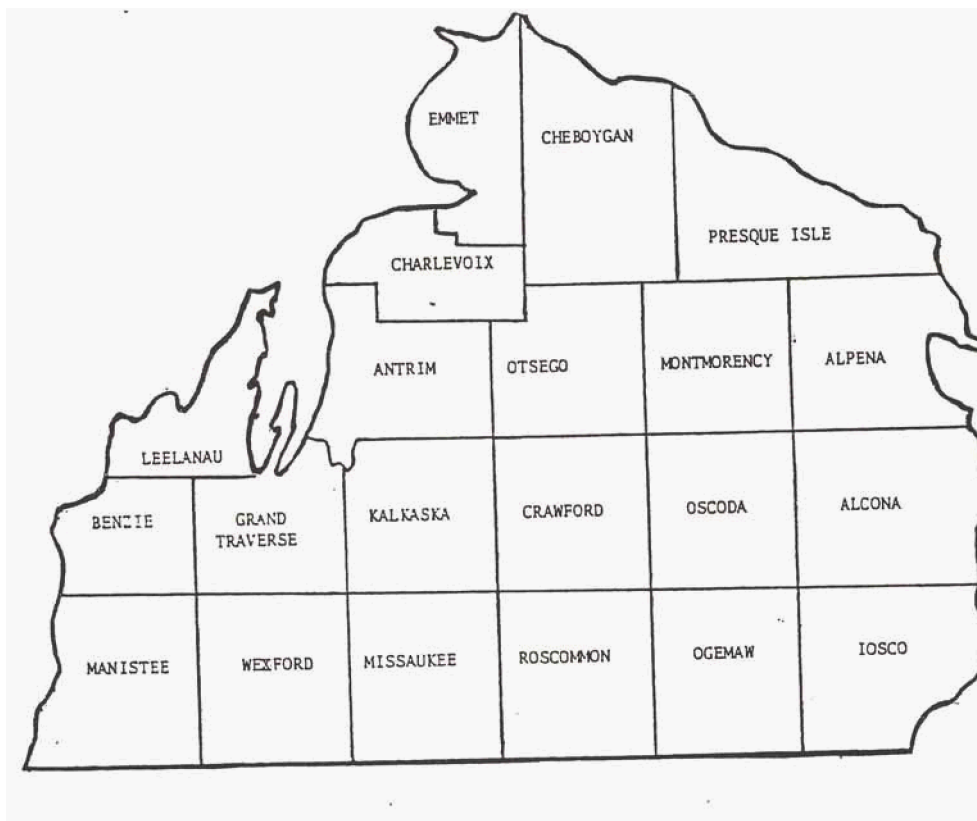 EMMET
CHEBOYGAN
PRESQUE ISLE
CHARLEVOIX
ANTRIM
OTSEGO
MONTMORENCY
ALPENA
LEELANAU
BENZIE
GRAND
TRAVERSE
KALKASKA
CRAWFORD
OSCODA
ALCONA
MANISTEE
WEXFORD
MISSAUKEE
ROSCOMMON
OGEMAW
IOSCO